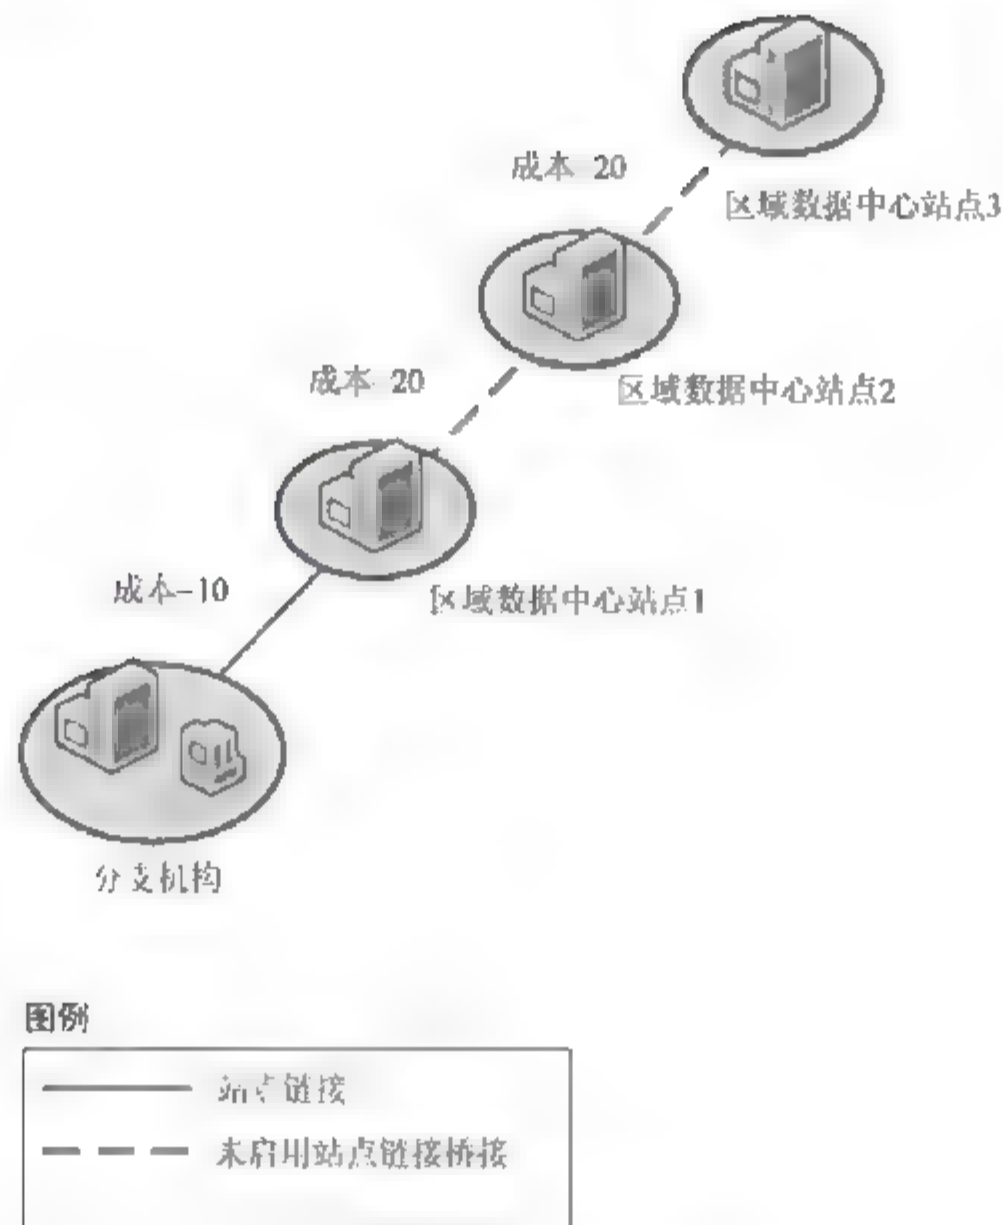 成本-20
区域数据中心站点3
成本-20
区域数据中心站点2
成本-10
区域数据中心站点1
分支机构
图例
站点链接
未启用站点链接桥接